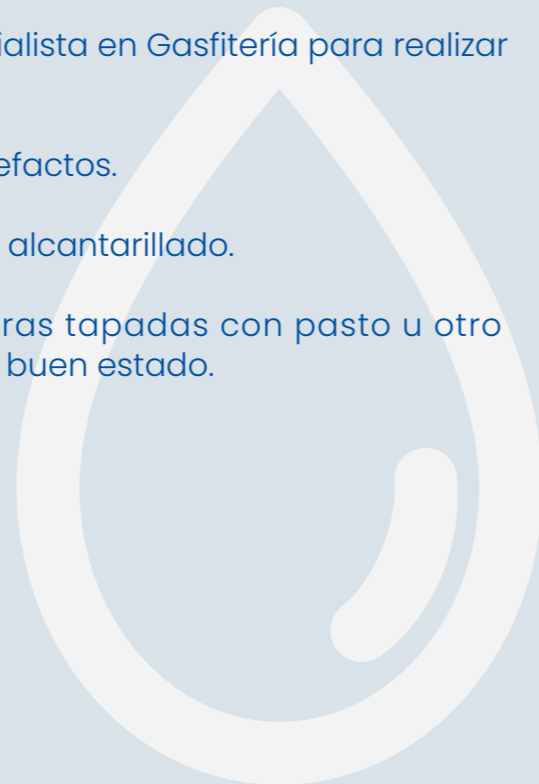 ialista en Gasfitería para realizar
efactos.
alcantarillado.
ras tapadas con pasto u otro
buen estado.